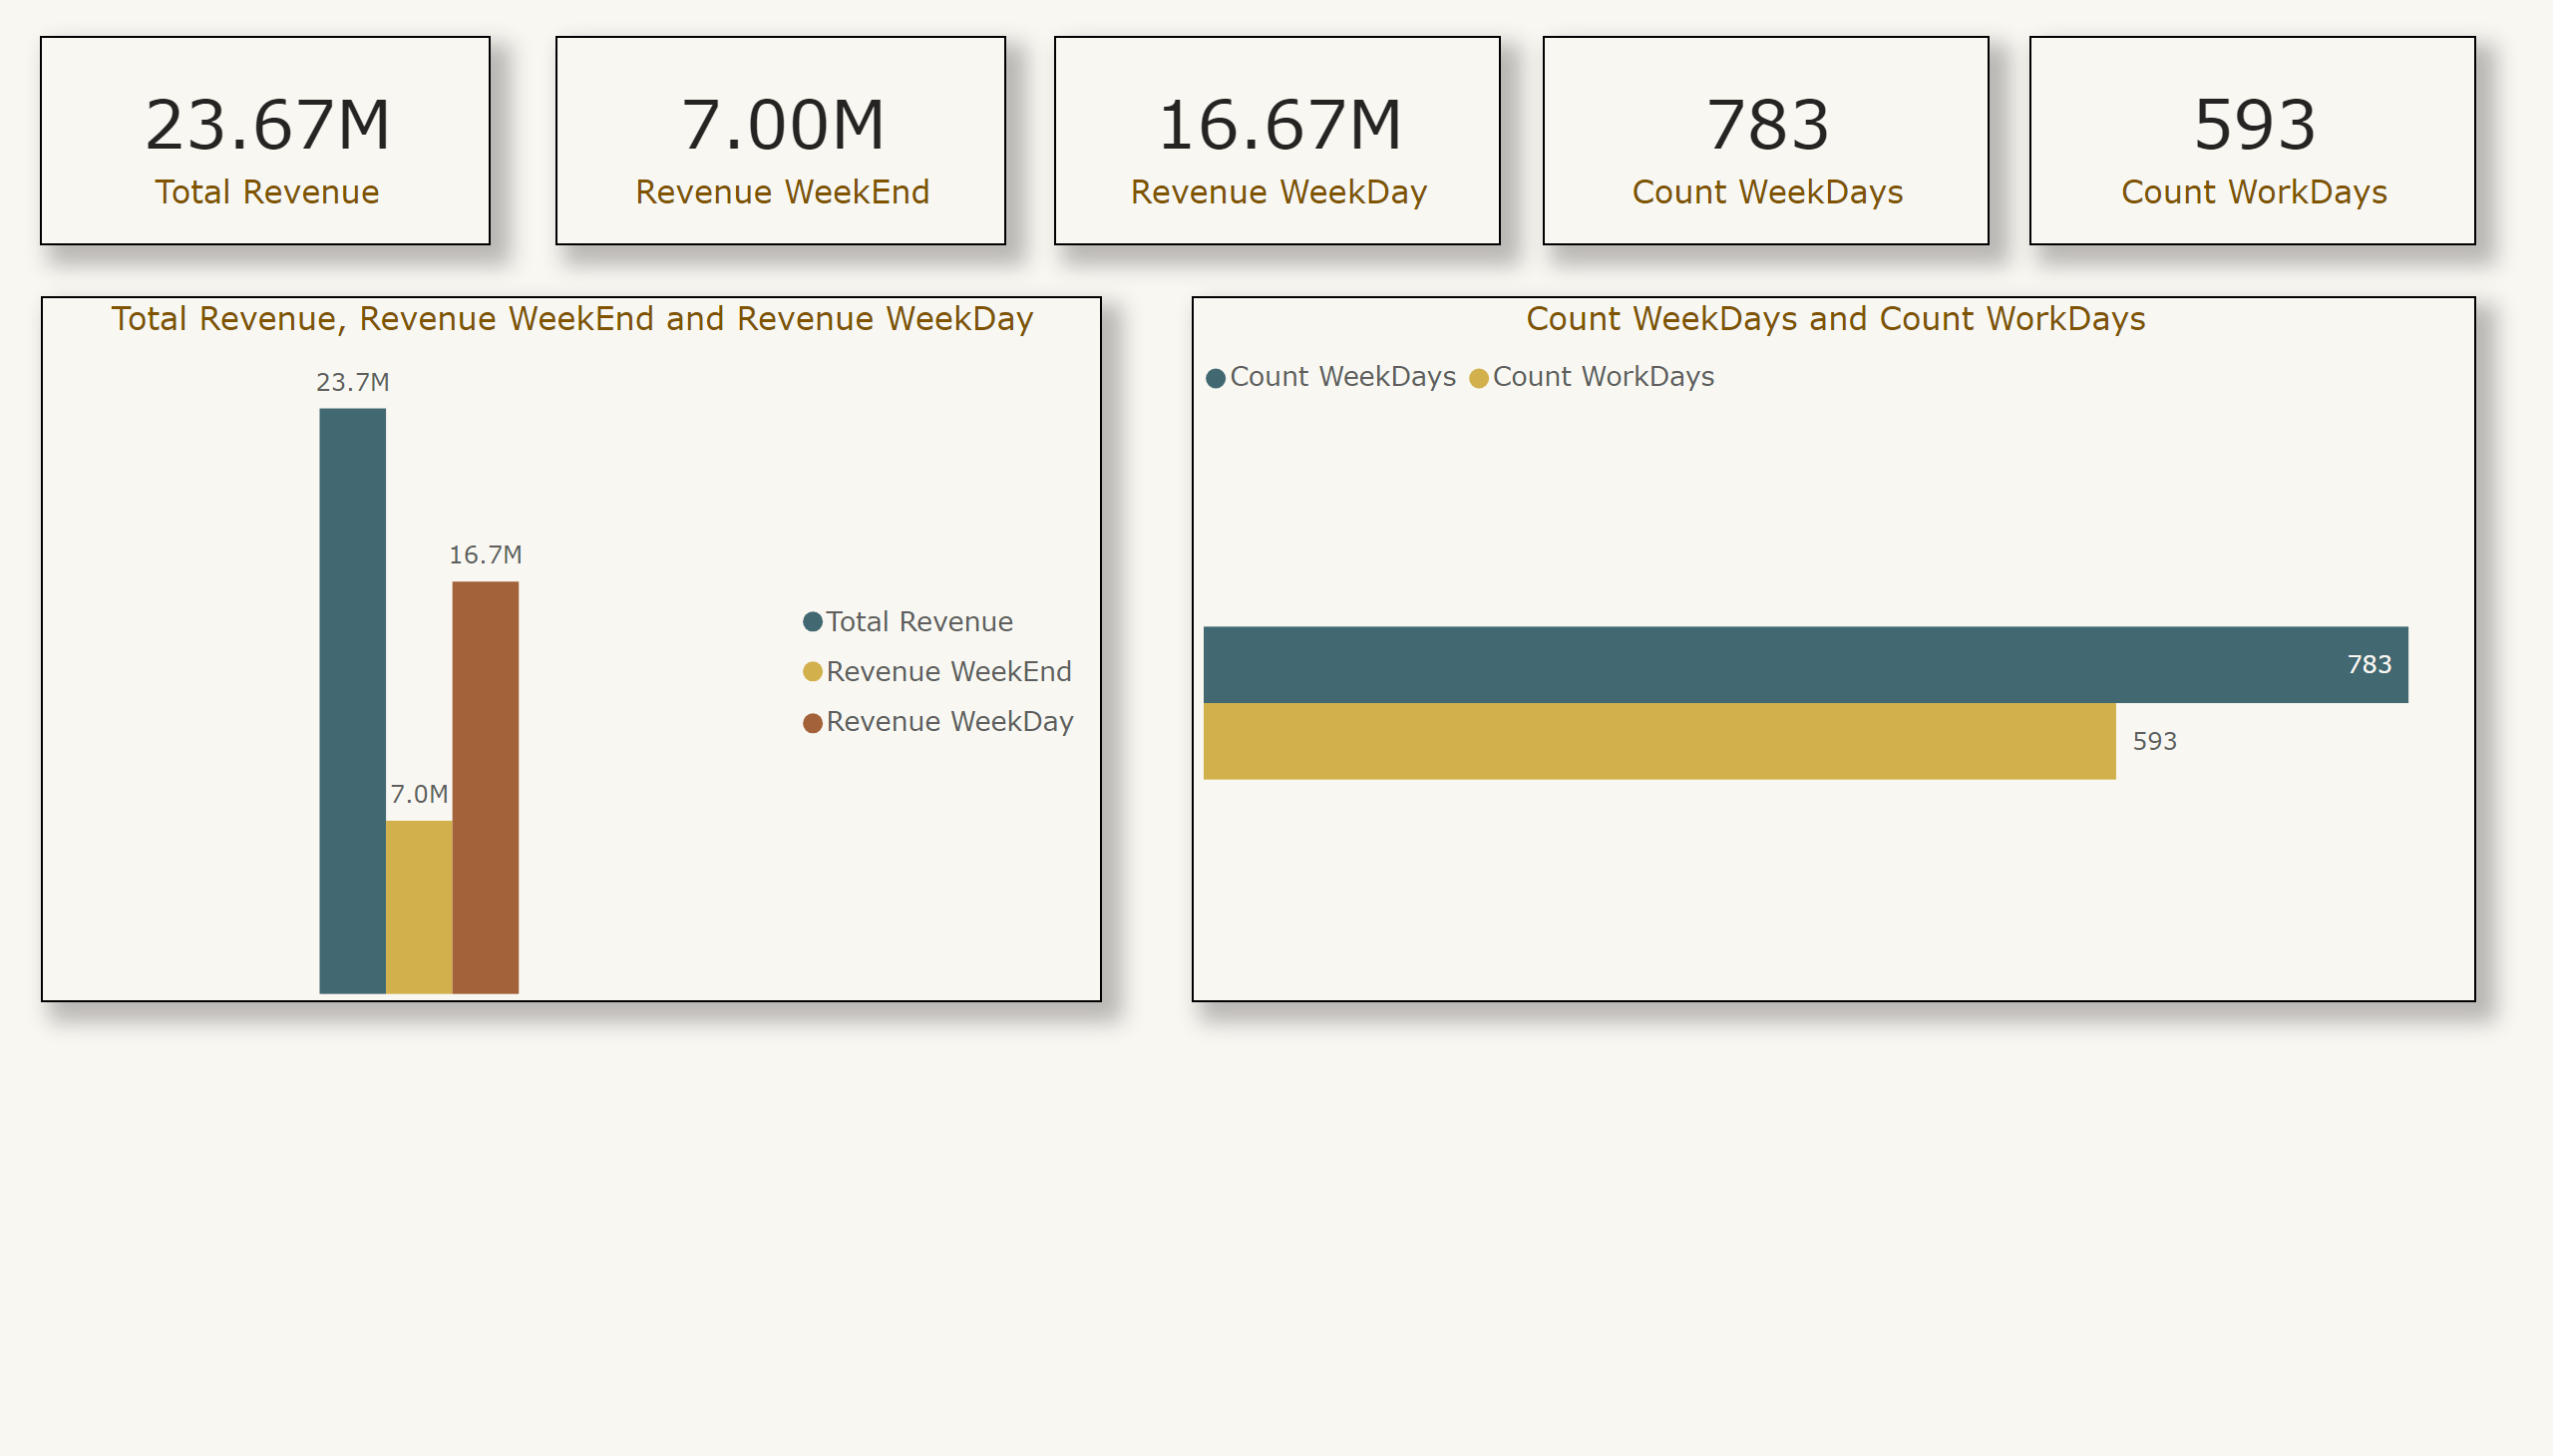 23.67M
Total Revenue
7.00M
Revenue WeekEnd
16.67M
Revenue WeekDay
783
Count WeekDays
593
Count WorkDays
Total Revenue, Revenue WeekEnd and Revenue WeekDay
23.7M
16.7M
7.0M
Total Revenue
Revenue WeekEnd
Revenue WeekDay
Count WeekDays and Count WorkDays
Count WeekDays Count WorkDays
783
593